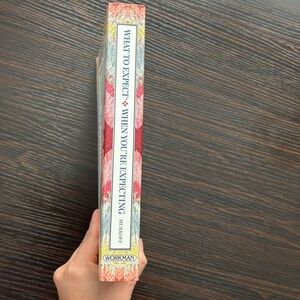 WHAT TO EXPECT ❖ WHEN YOU'RE EXPECTING MURKOFF
WORKMAN